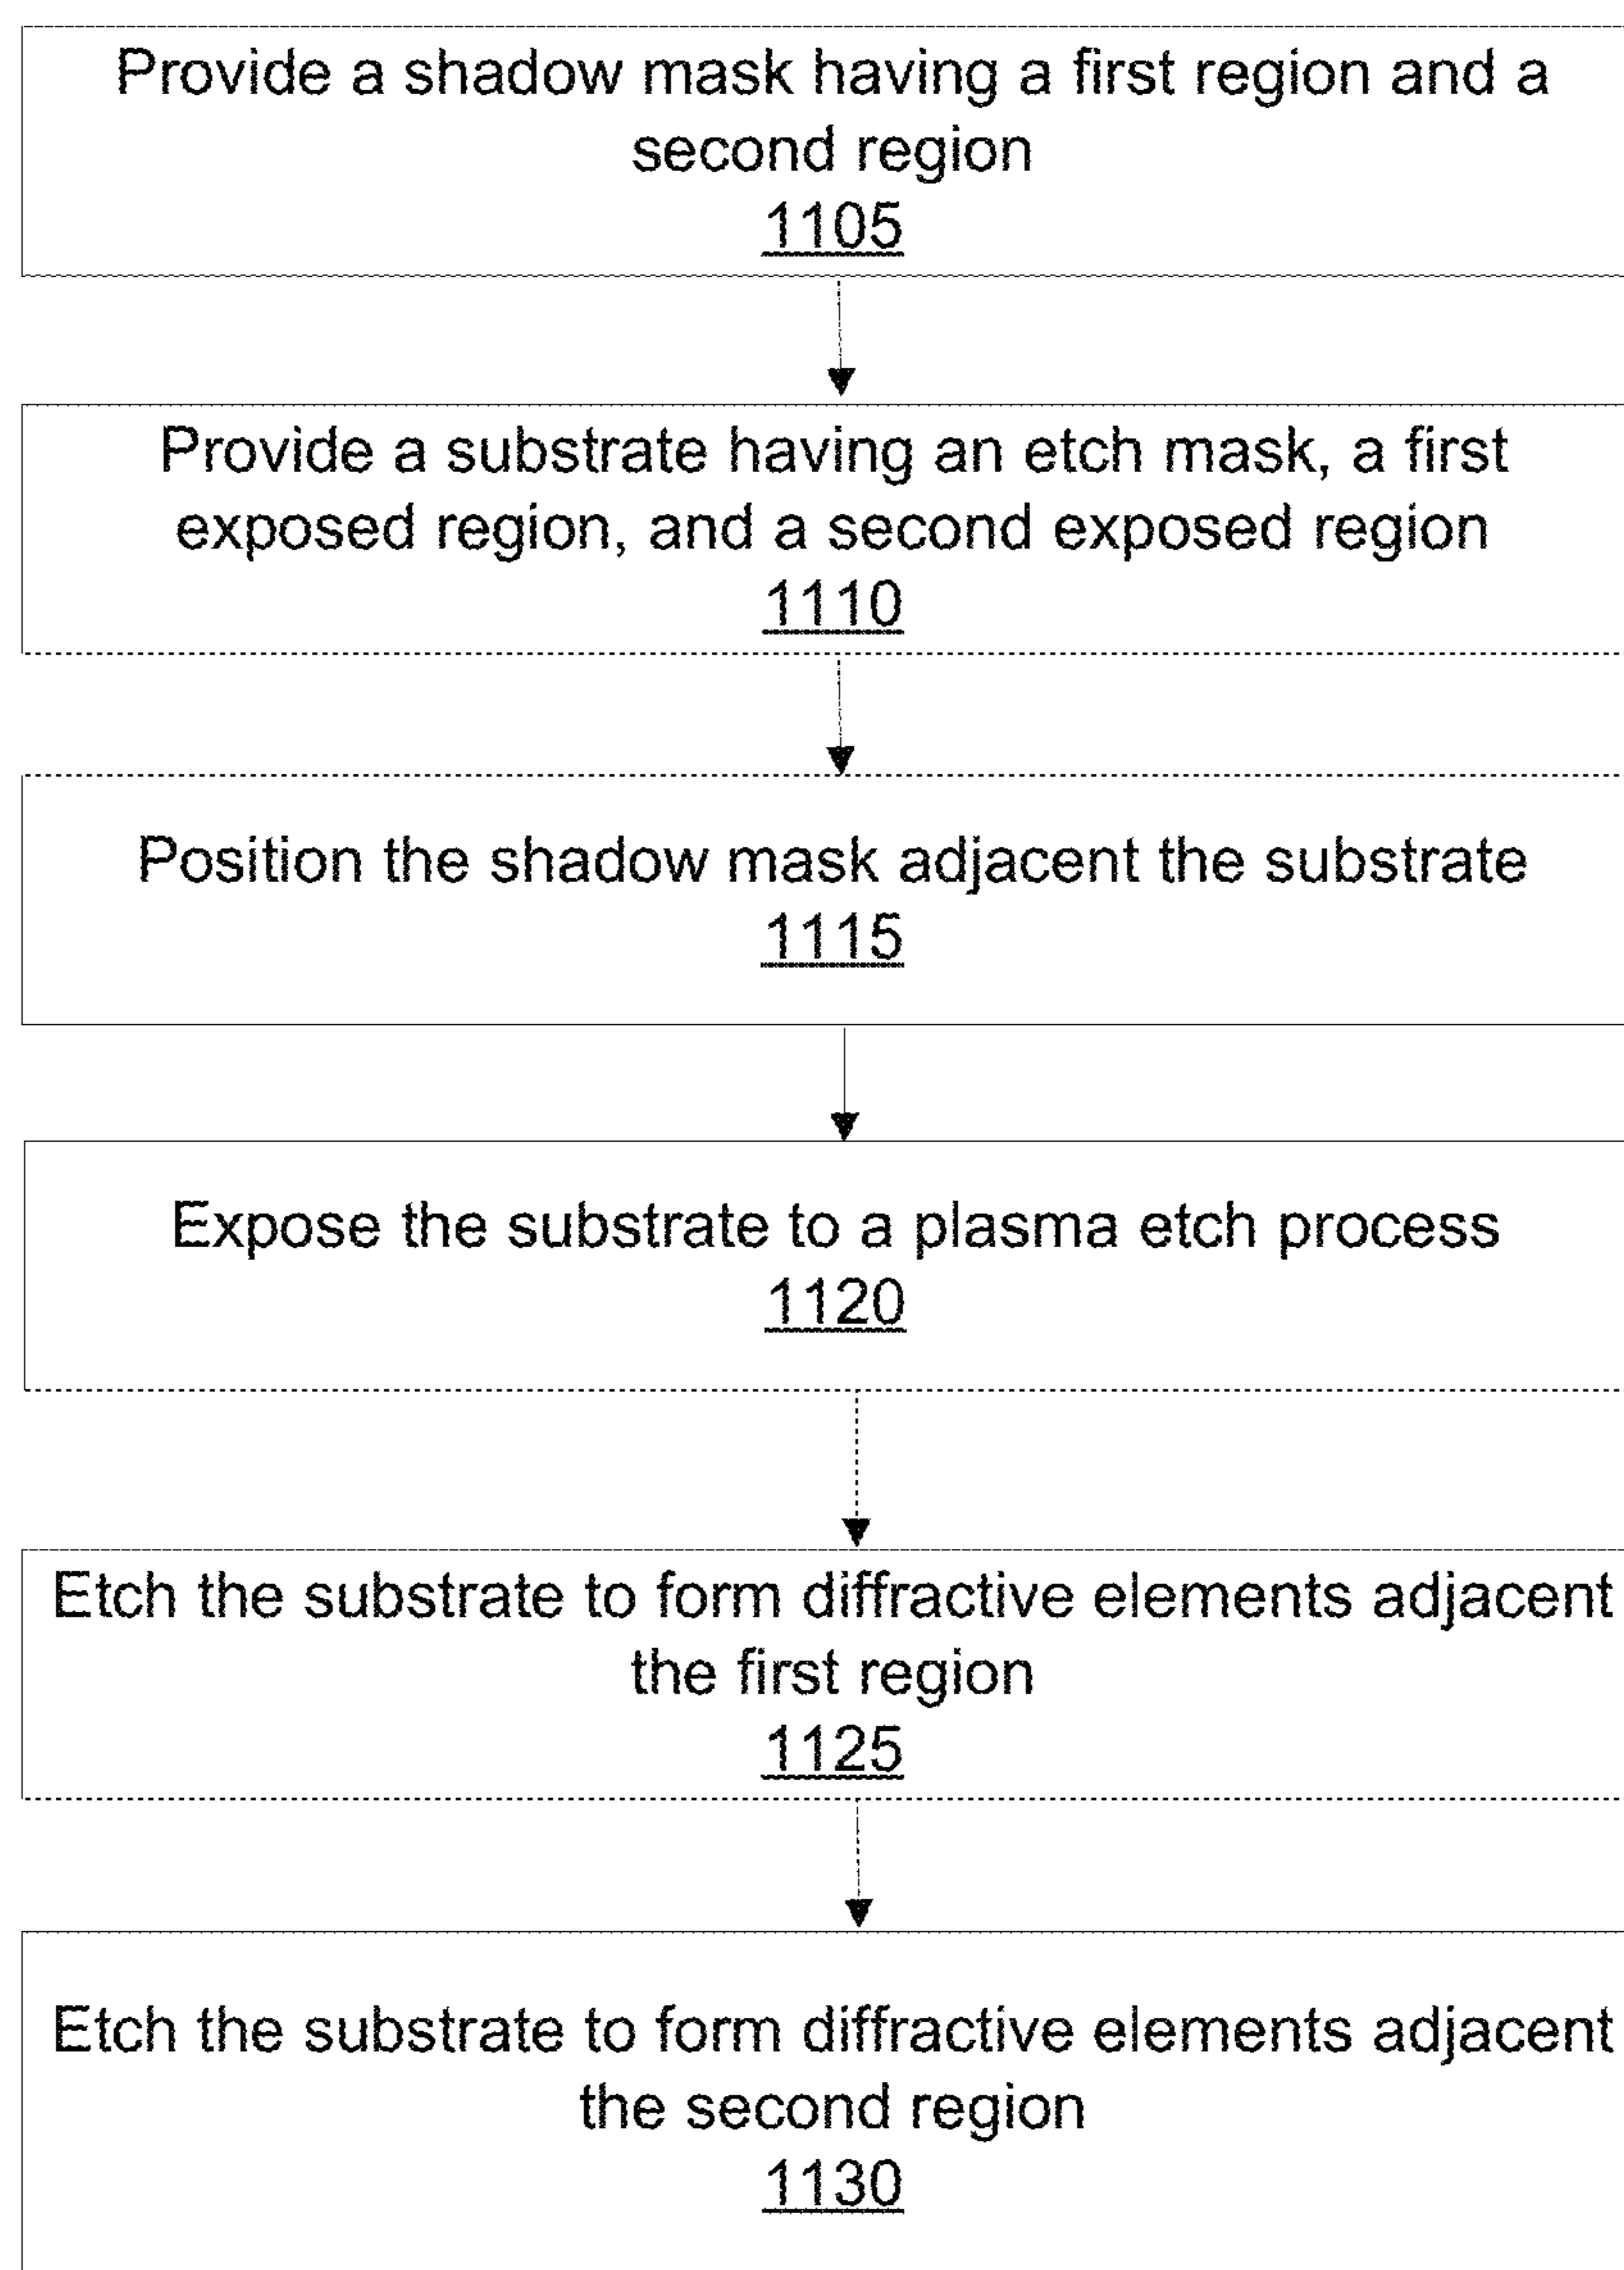 Provide a shadow mask having a first region and a
second region
1105
Provide a substrate having an etch mask, a first
exposed region, and a second exposed region
1110
Position the shadow mask adjacent the substrate
1115
Expose the substrate to a plasma etch process
1120
Etch the substrate to form diffractive elements adjacent
the first region
1125
Etch the substrate to form diffractive elements adjacent
the second region
1130